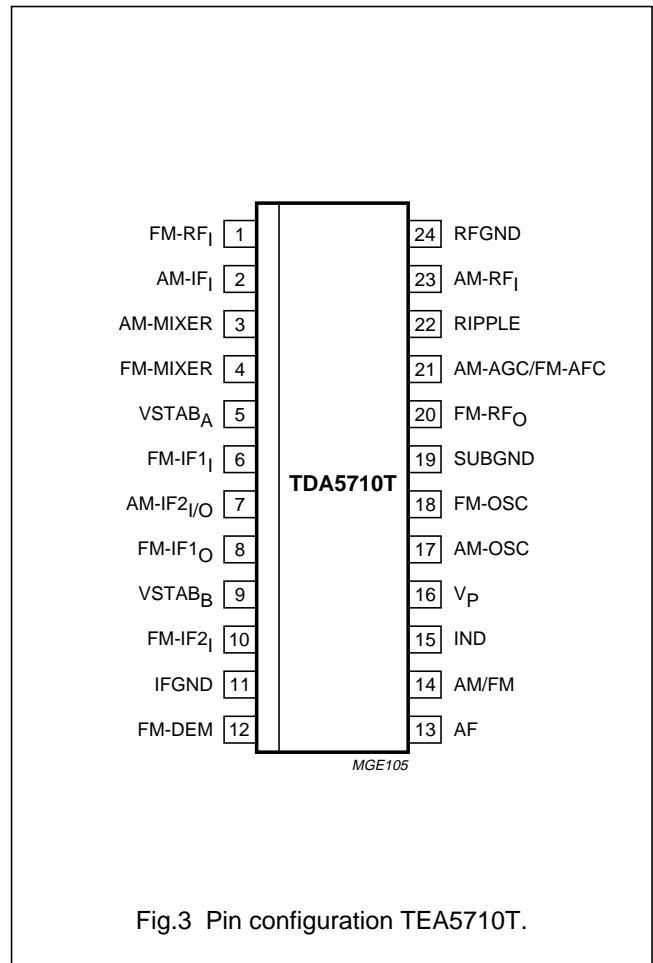 FM-RFI 1
AM-IFI 2
AM-MIXER 3
FM-MIXER 4
VSTABA 5
FM-IF1I 6
AM-IF2I/O 7
FM-IF1O 8
VSTABB 9
FM-IF2I 10
IFGND 11
FM-DEM 12
TDA5710T
24 RFGND
23 AM-RFI
22 RIPPLE
21 AM-AGC/FM-AFC
20 FM-RFO
19 SUBGND
18 FM-OSC
17 AM-OSC
16 VP
15 IND
14 AM/FM
13 AF
MGE105
Fig.3 Pin configuration TEA5710T.